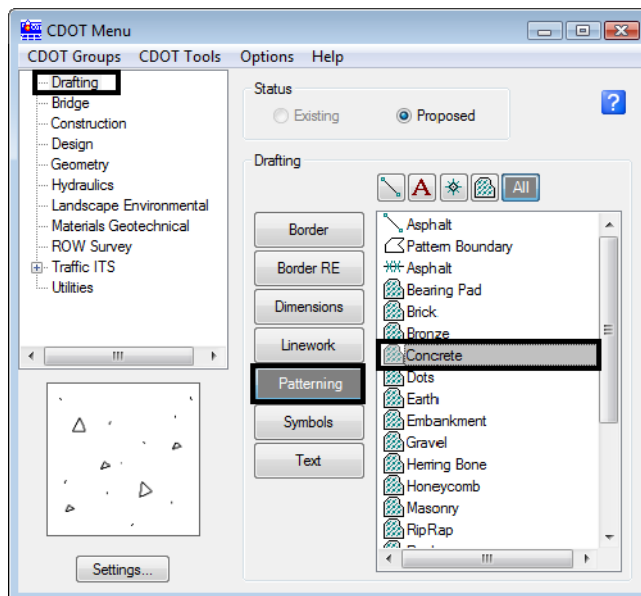 CDOT Menu
CDOT Groups CDOT Tools Options Help
Drafting
Bridge
Construction
Design
Geometry
Hydraulics
Landscape Environmental
Materials Geotechnical
ROW Survey
Traffic ITS
Utilities
Settings...
Status
Existing
Proposed
?
Drafting
A
All
Border
Border RE
Dimensions
Linework
Patterning
Symbols
Text
Asphalt
Pattern Boundary
Asphalt
Bearing Pad
Brick
Bronze
Concrete
Dots
Earth
Embankment
Gravel
Herring Bone
Honeycomb
Masonry
RipRap